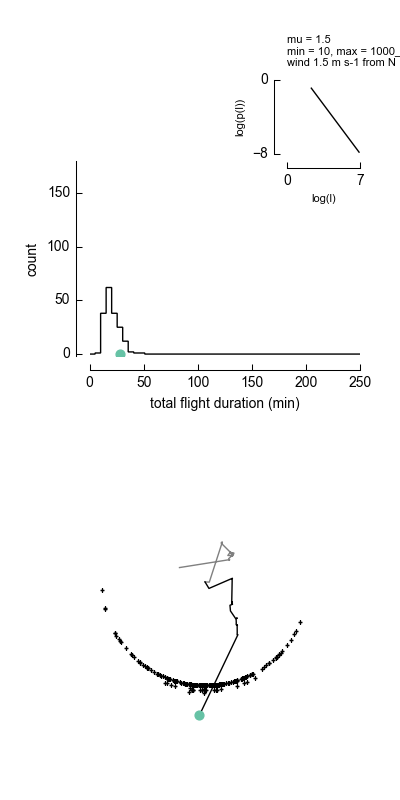 mu = 1.5
min = 10, max = 1000_
wind 1.5 m s-1 from N
0
log(p(l))
−8
0
7
log(l)
150
100
count
50
0
0
50
100
150
200
250
total flight duration (min)